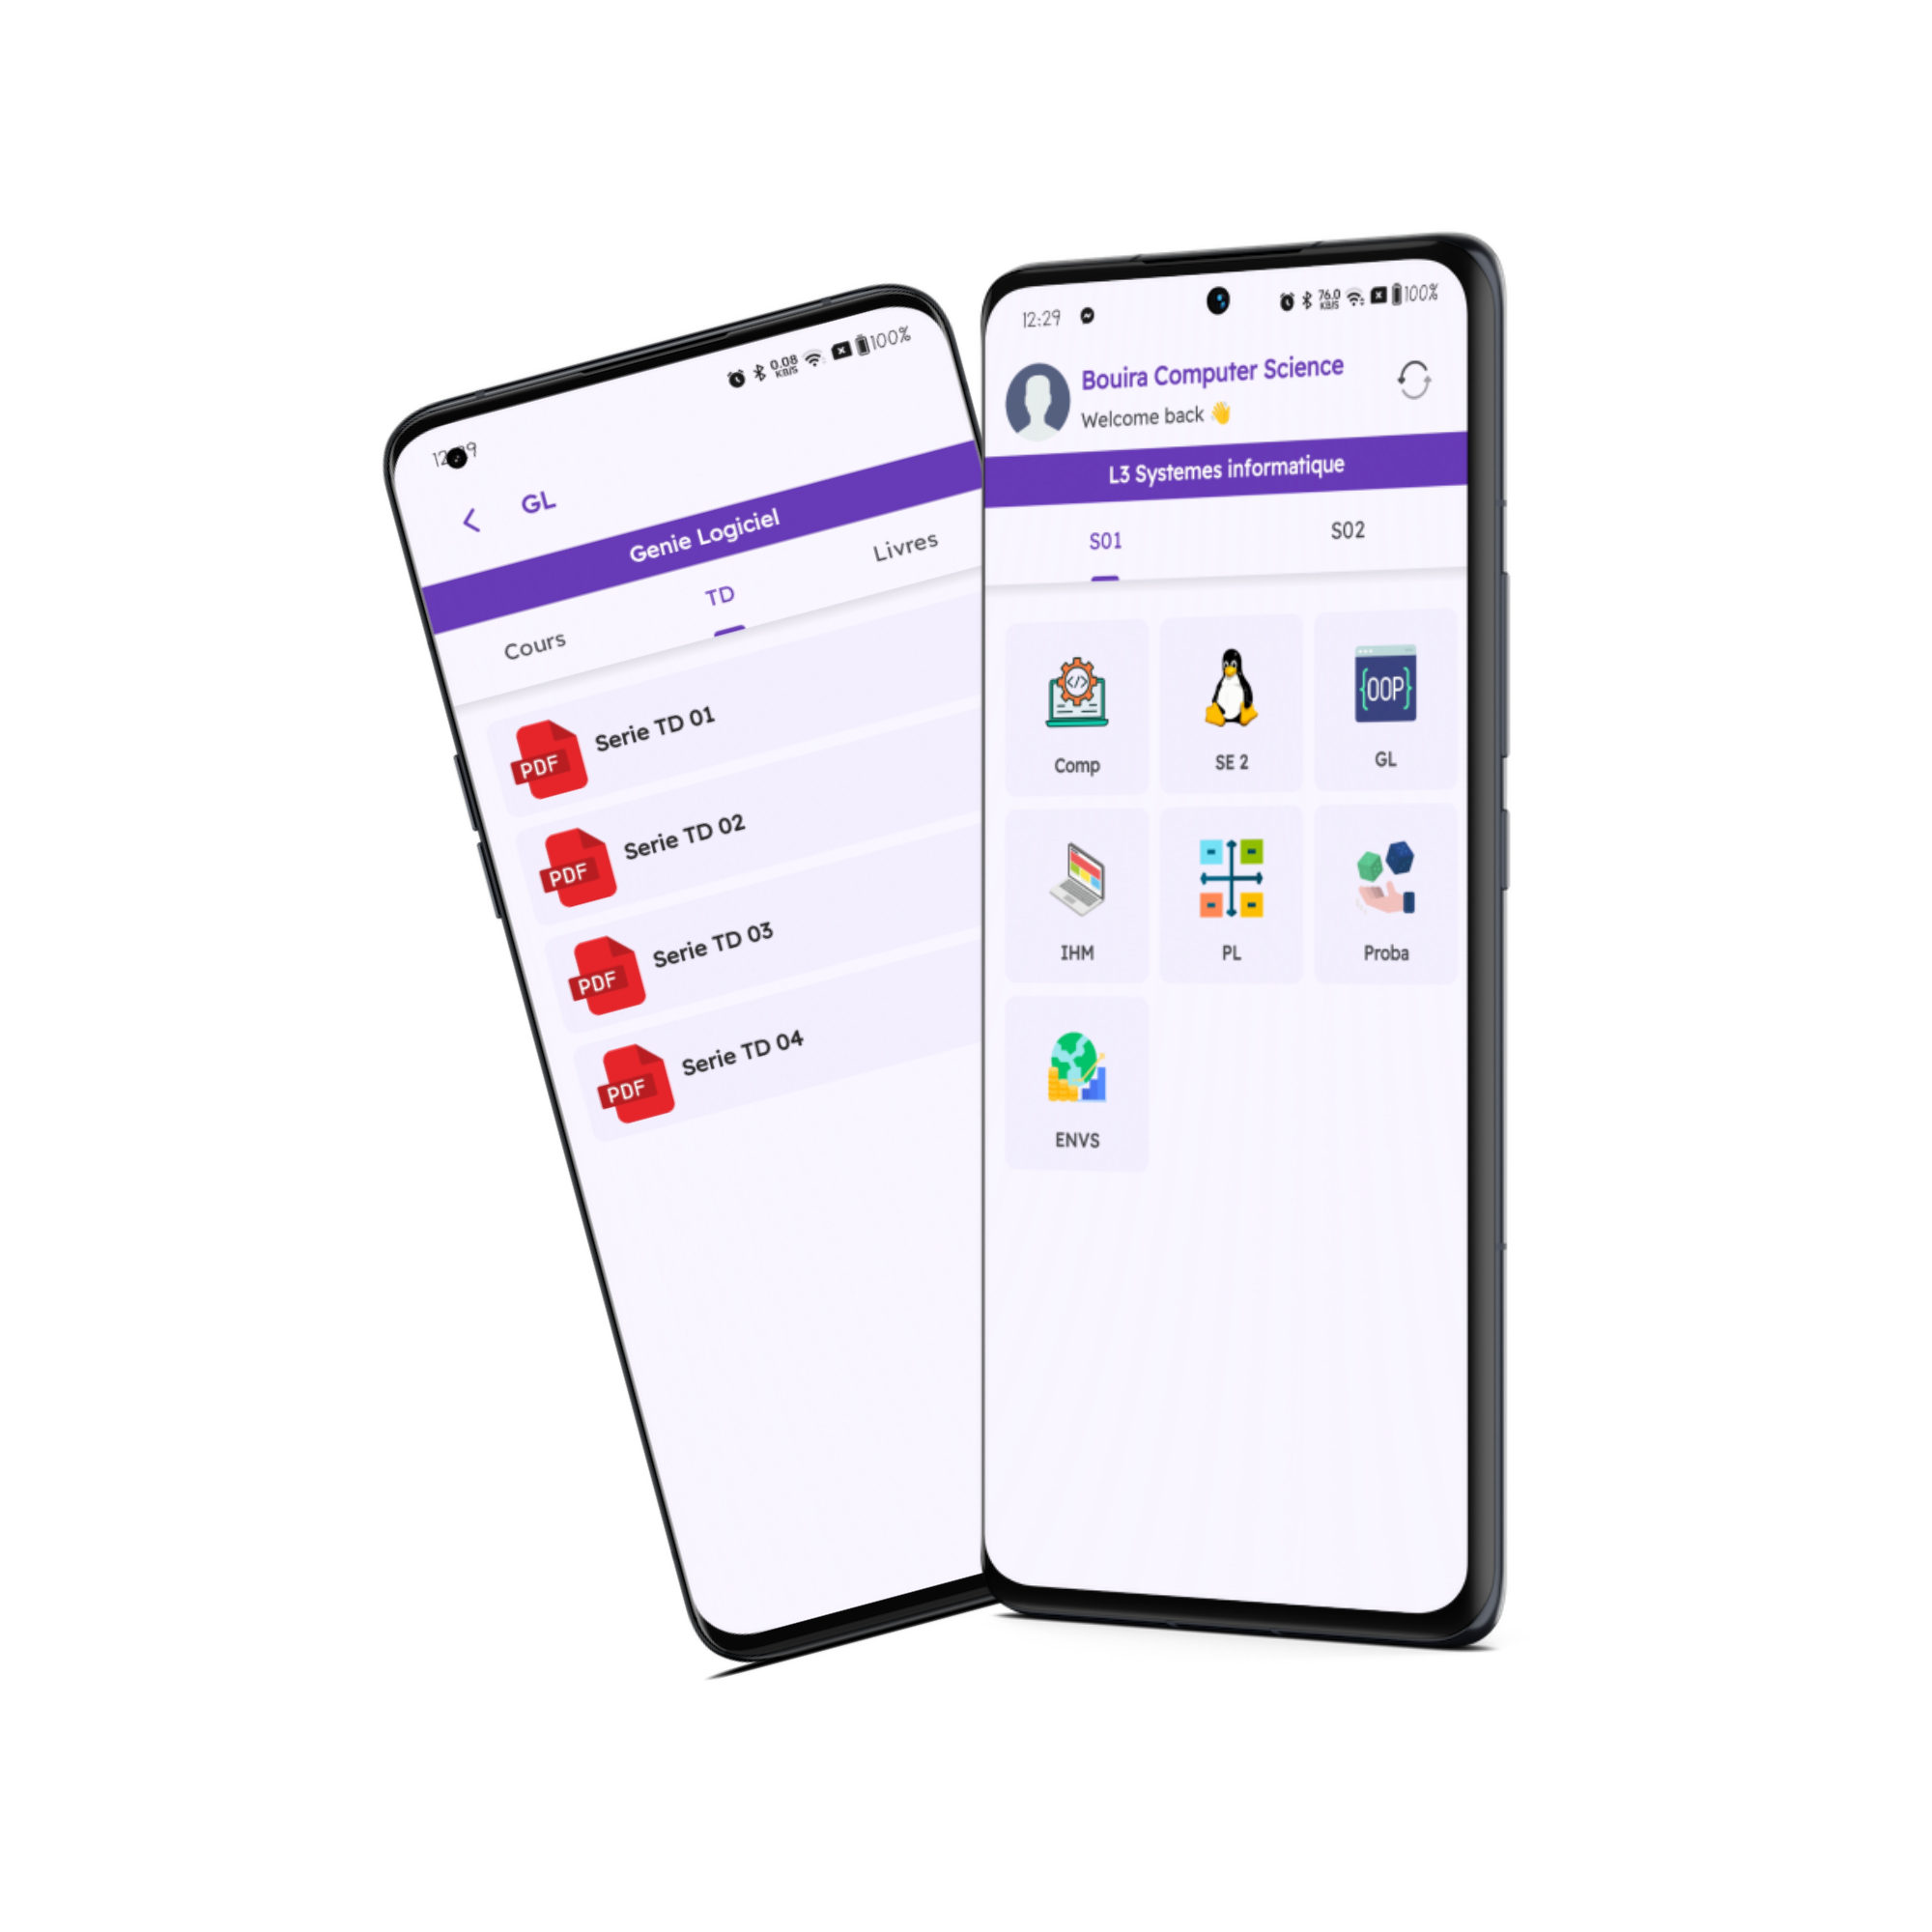 0.08
KB/S
100%
GL
Genie Logiciel
Cours
TD
Livres
PDF
Serie TD 01
PDF
Serie TD 02
PDF
Serie TD 03
PDF
Serie TD 04
12:29
76.0
KB/S
100%
Bouira Computer Science
Welcome back 👋
L3 Systemes informatique
S01
S02
</>
{OOP}
Comp
SE 2
GL
IHM
PL
Proba
ENVS